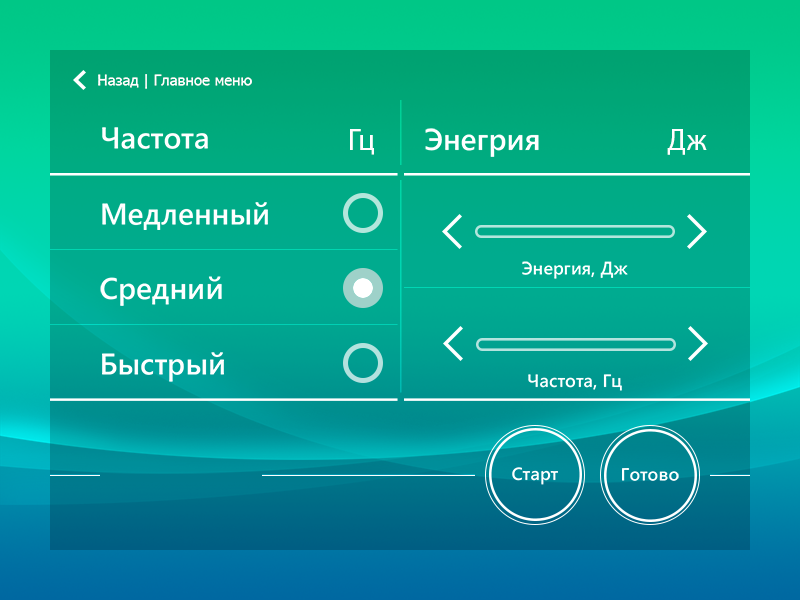 Назад | Главное меню
Частота Гц
Энегрия Дж
Медленный
Средний
Быстрый
Энергия, Дж
Частота, Гц
Старт
Готово